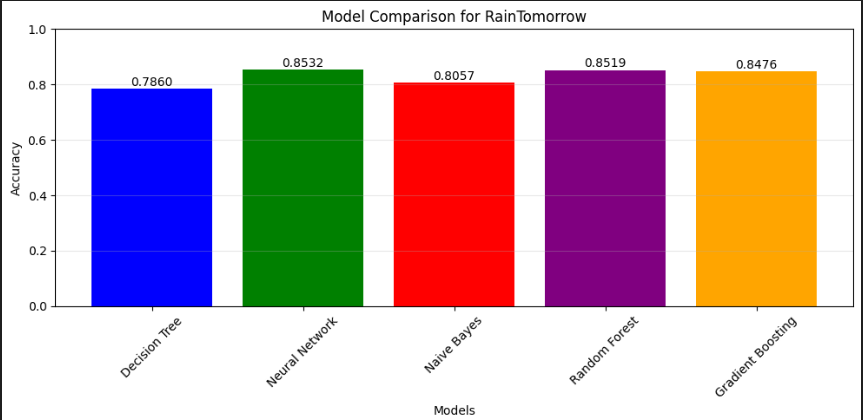 Model Comparison for RainTomorrow
1.0
0.8
0.6
0.4
0.2
0.0
Accuracy
0.7860
0.8532
0.8057
0.8519
0.8476
Decision Tree
Neural Network
Naive Bayes
Random Forest
Gradient Boosting
Models